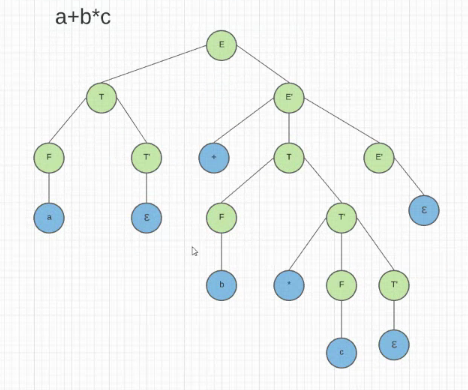 a+b*c
E
T E'
F T' + T E'
a ε F T' ε
b * F T'
c ε